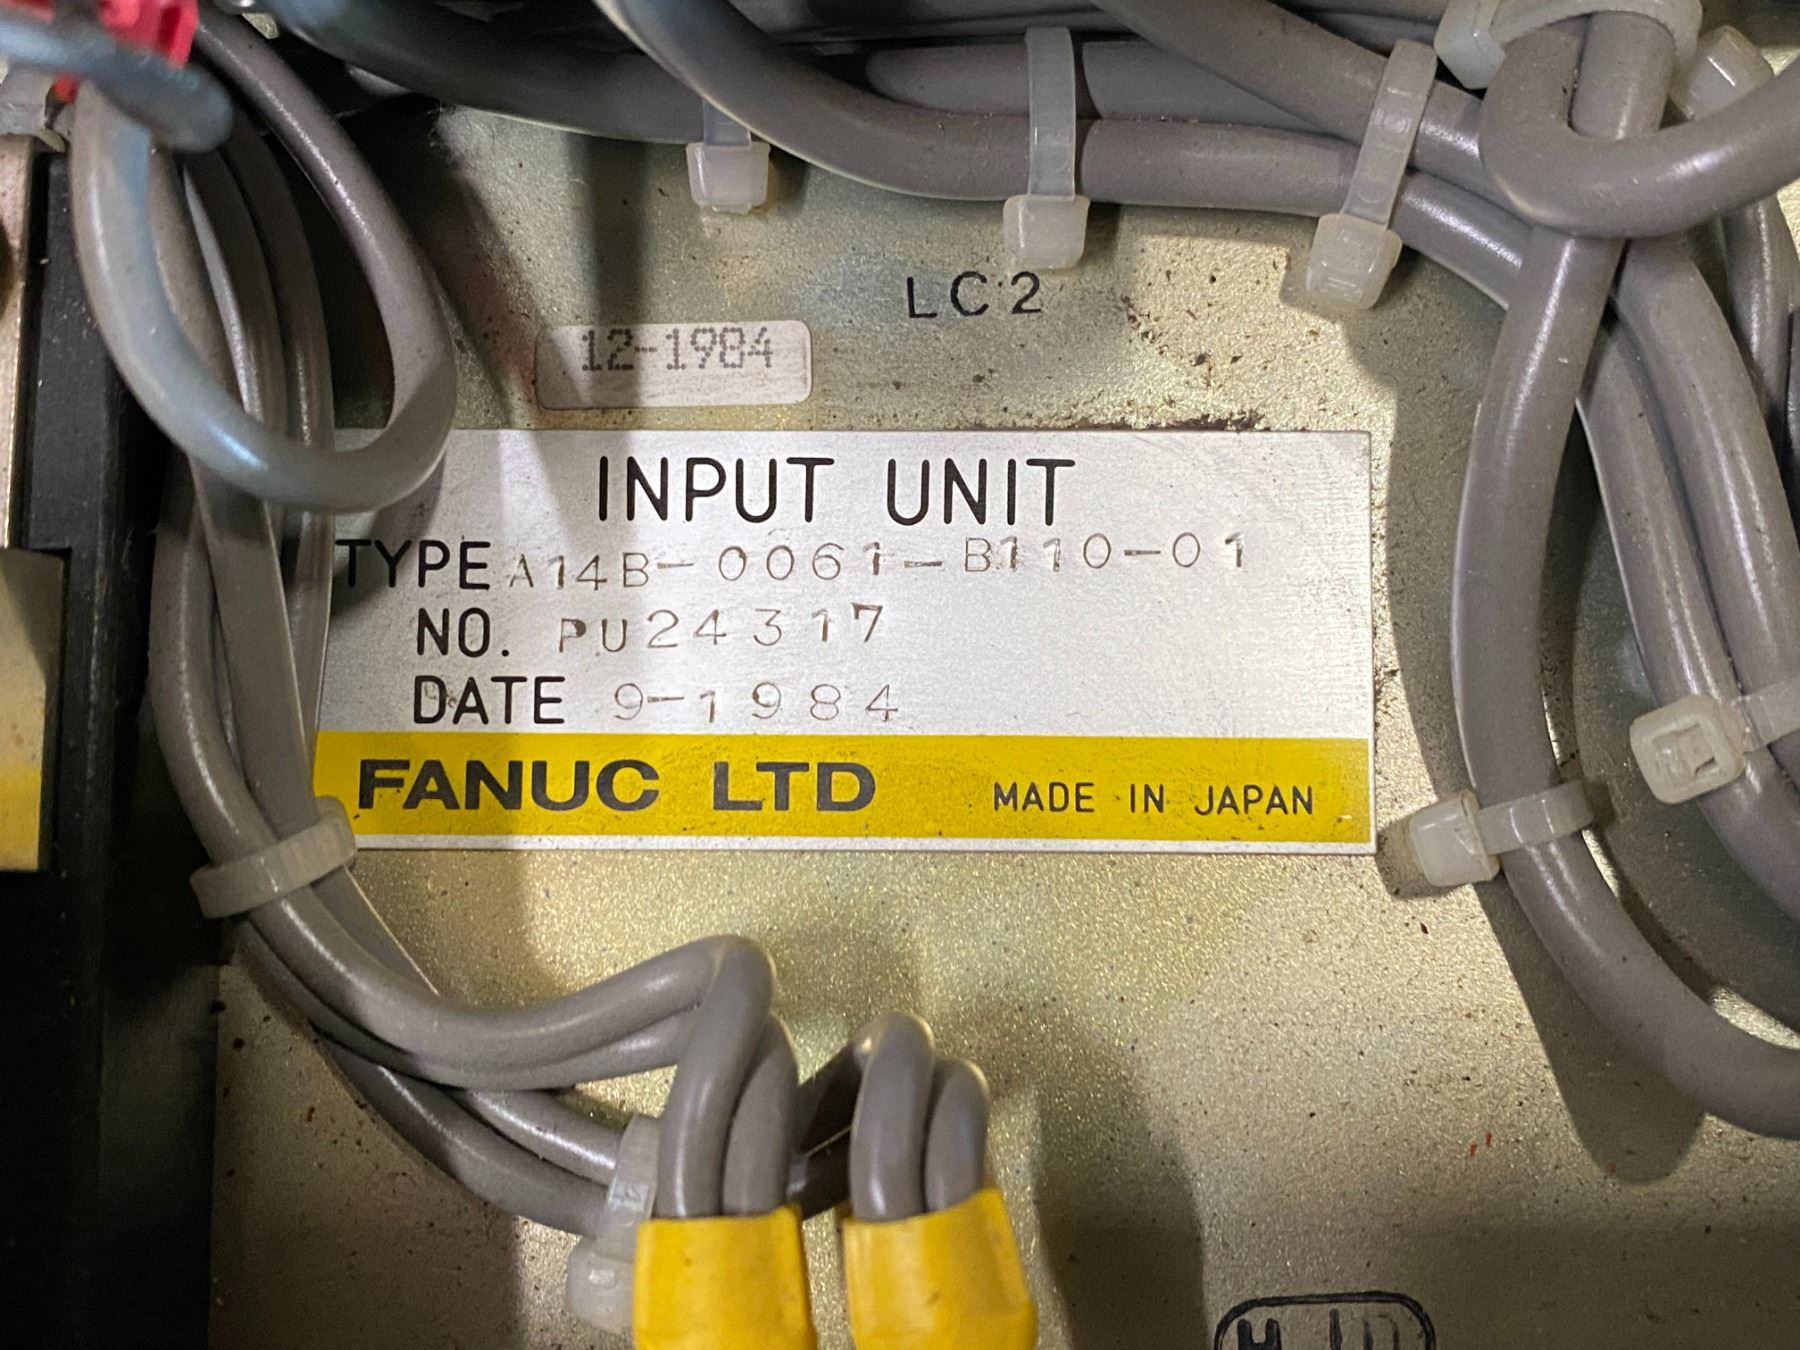 LC2
12-1984
INPUT UNIT
TYPE A14B-0061-B110-01
NO. PU24317
DATE 9-1984
FANUC LTD MADE IN JAPAN